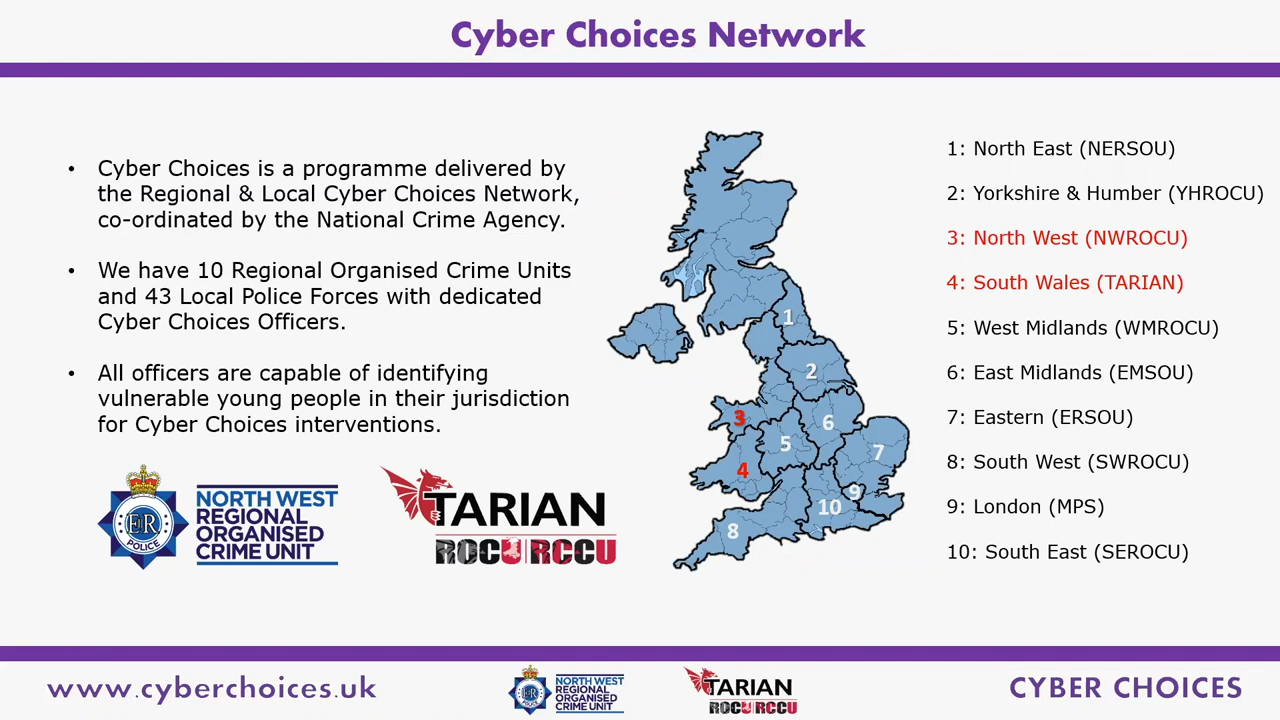 Cyber Choices Network
• Cyber Choices is a programme delivered by
the Regional & Local Cyber Choices Network,
co-ordinated by the National Crime Agency.
• We have 10 Regional Organised Crime Units
and 43 Local Police Forces with dedicated
Cyber Choices Officers.
• All officers are capable of identifying
vulnerable young people in their jurisdiction
for Cyber Choices interventions.
E II R
POLICE
NORTH WEST
REGIONAL
ORGANISED
CRIME UNIT
TARIAN
ROCU RCCU
1
2
3
6
5
7
4
9
10
8
1: North East (NERSOU)
2: Yorkshire & Humber (YHROCU)
3: North West (NWROCU)
4: South Wales (TARIAN)
5: West Midlands (WMROCU)
6: East Midlands (EMSOU)
7: Eastern (ERSOU)
8: South West (SWROCU)
9: London (MPS)
10: South East (SEROCU)
www.cyberchoices.uk
NORTH WEST
REGIONAL
ORGANISED
CRIME UNIT
TARIAN
ROCU RCCU
CYBER CHOICES